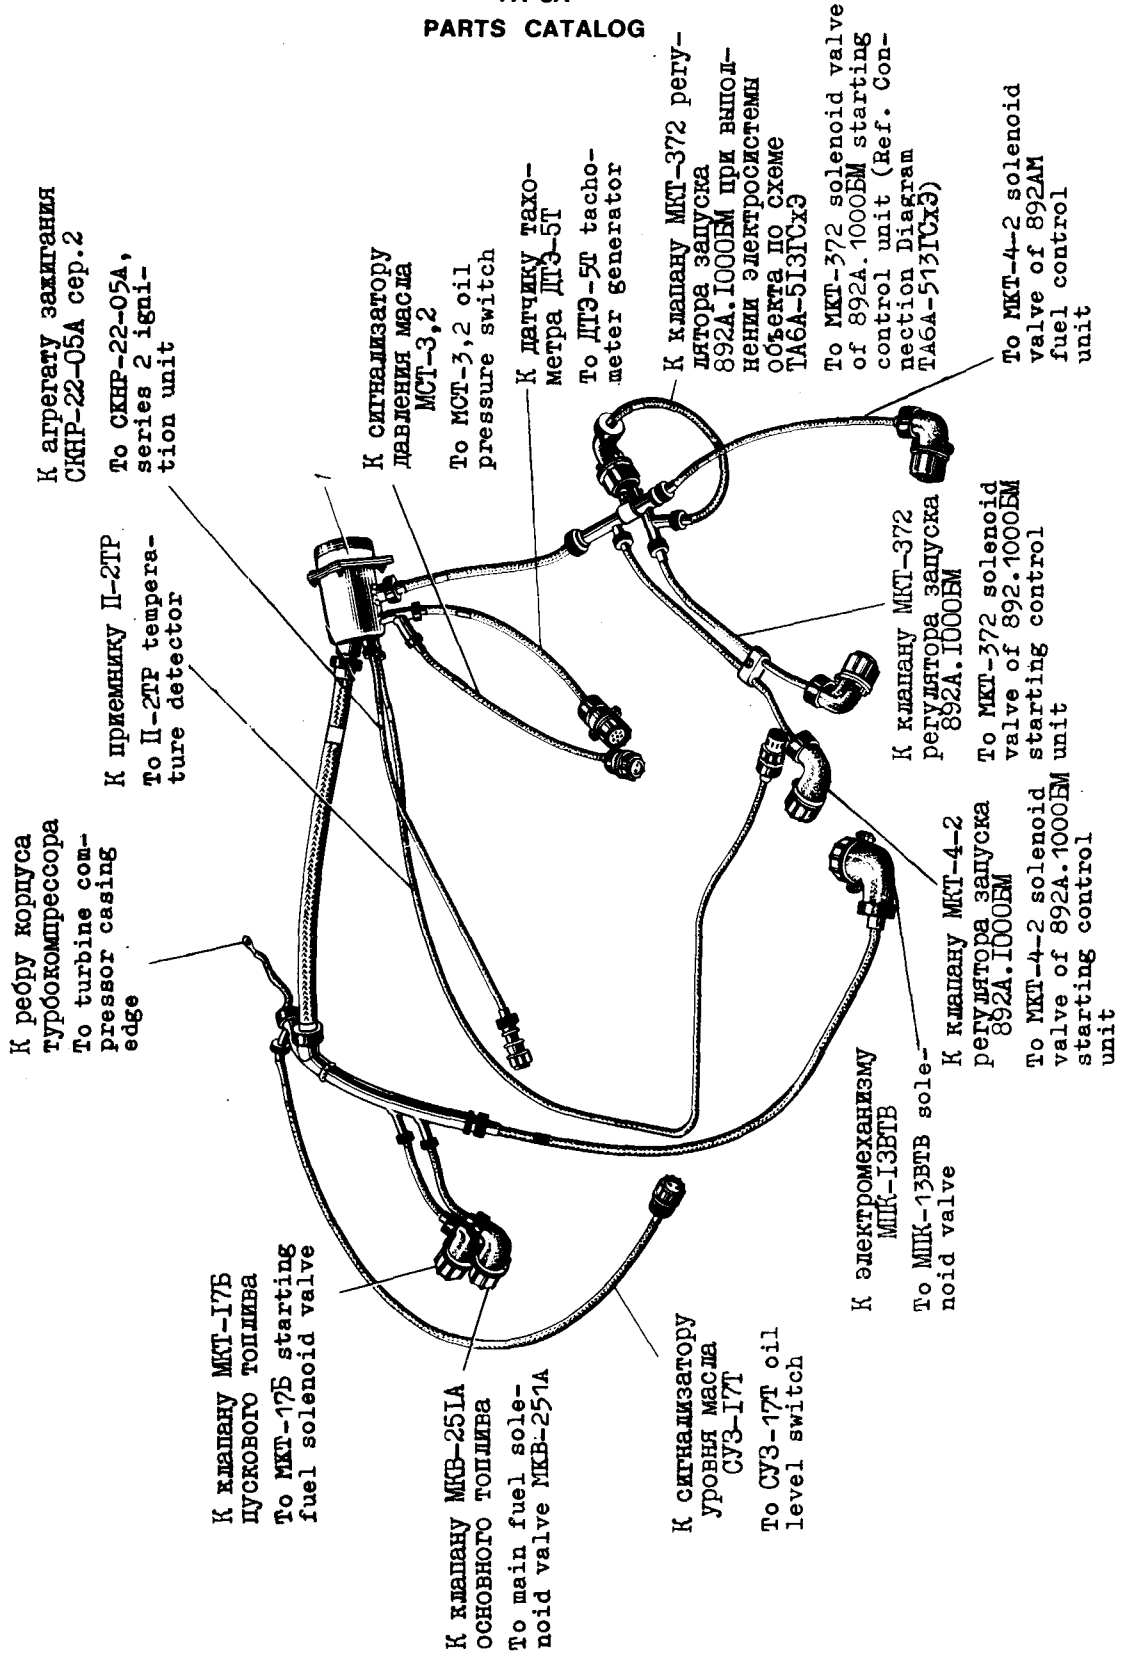 PARTS CATALOG
К ребру корпуса
турбокомпрессора
To turbine com-
pressor casing
edge
К приемнику П-2ТР
To П-2ТР tempera-
ture detector
К агрегату зажигания
СКНР-22-05А сер.2
To СКНР-22-05А,
series 2 igni-
tion unit
1
К сигнализатору
давления масла
МСТ-3,2
To МСТ-3,2 oil
pressure switch
К датчику тахо-
метра ДТЭ-5Т
To ДТЭ-5Т tacho-
meter generator
К клапану МКТ-372 регу-
лятора запуска
892А.1000БМ при выпол-
нении электросистемы
объекта по схеме
ТА6А-513ГСхЭ
To МКТ-372 solenoid valve
of 892А.1000БМ starting
control unit (Ref. Con-
nection Diagram
ТА6А-513ГСхЭ)
To МКТ-4-2 solenoid
valve of 892АМ
fuel control
unit
К клапану МКТ-372
регулятора запуска
892А.1000БМ
To МКТ-372 solenoid
valve of 892.1000БМ
starting control
unit
К клапану МКТ-4-2
регулятора запуска
892А.1000БМ
To МКТ-4-2 solenoid
valve of 892А.1000БМ
starting control
unit
К электромеханизму
МПК-13ВТВ
To МПК-13ВТВ sole-
noid valve
К клапану МКТ-17Б
пускового топлива
To МКТ-17Б starting
fuel solenoid valve
К клапану МКВ-251А
основного топлива
To main fuel sole-
noid valve МКВ-251А
К сигнализатору
уровня масла
СУЗ-17Т
To СУЗ-17Т oil
level switch